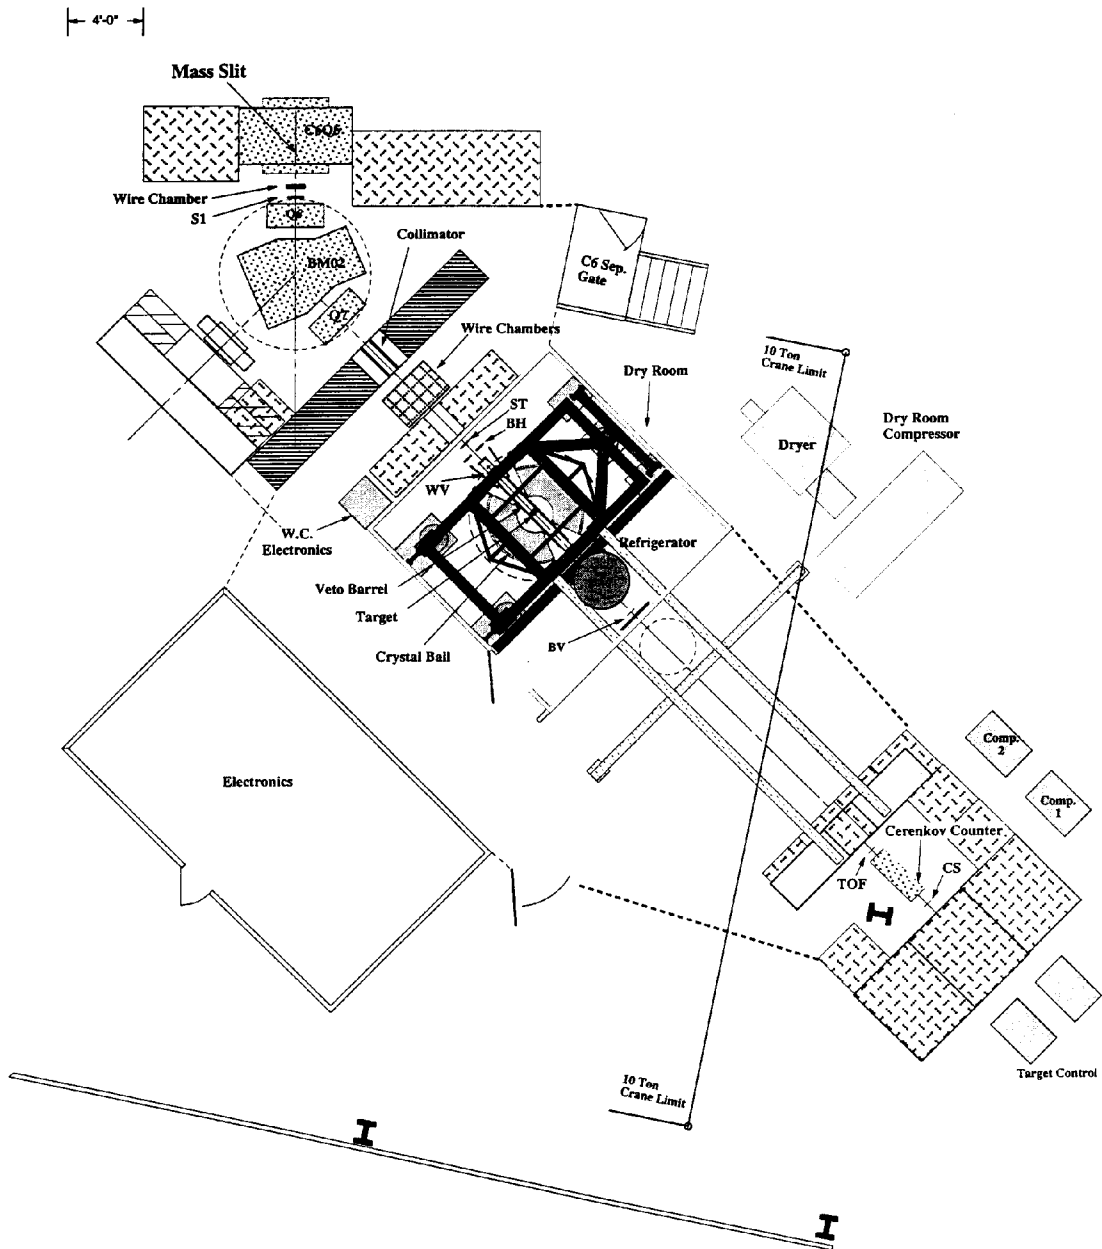 4'-0"
Mass Slit
C6Q6
Wire Chamber
S1
Q6
Collimator
BM02
C6 Sep.
Gate
Q7
Wire Chambers
10 Ton
Crane Limit
Dry Room
ST
BH
Dryer
Dry Room
Compressor
WV
W.C.
Electronics
Refrigerator
Veto Barrel
Target
BV
Crystal Ball
Comp.
2
Electronics
Comp.
1
Cerenkov Counter
CS
TOF
Target Control
10 Ton
Crane Limit